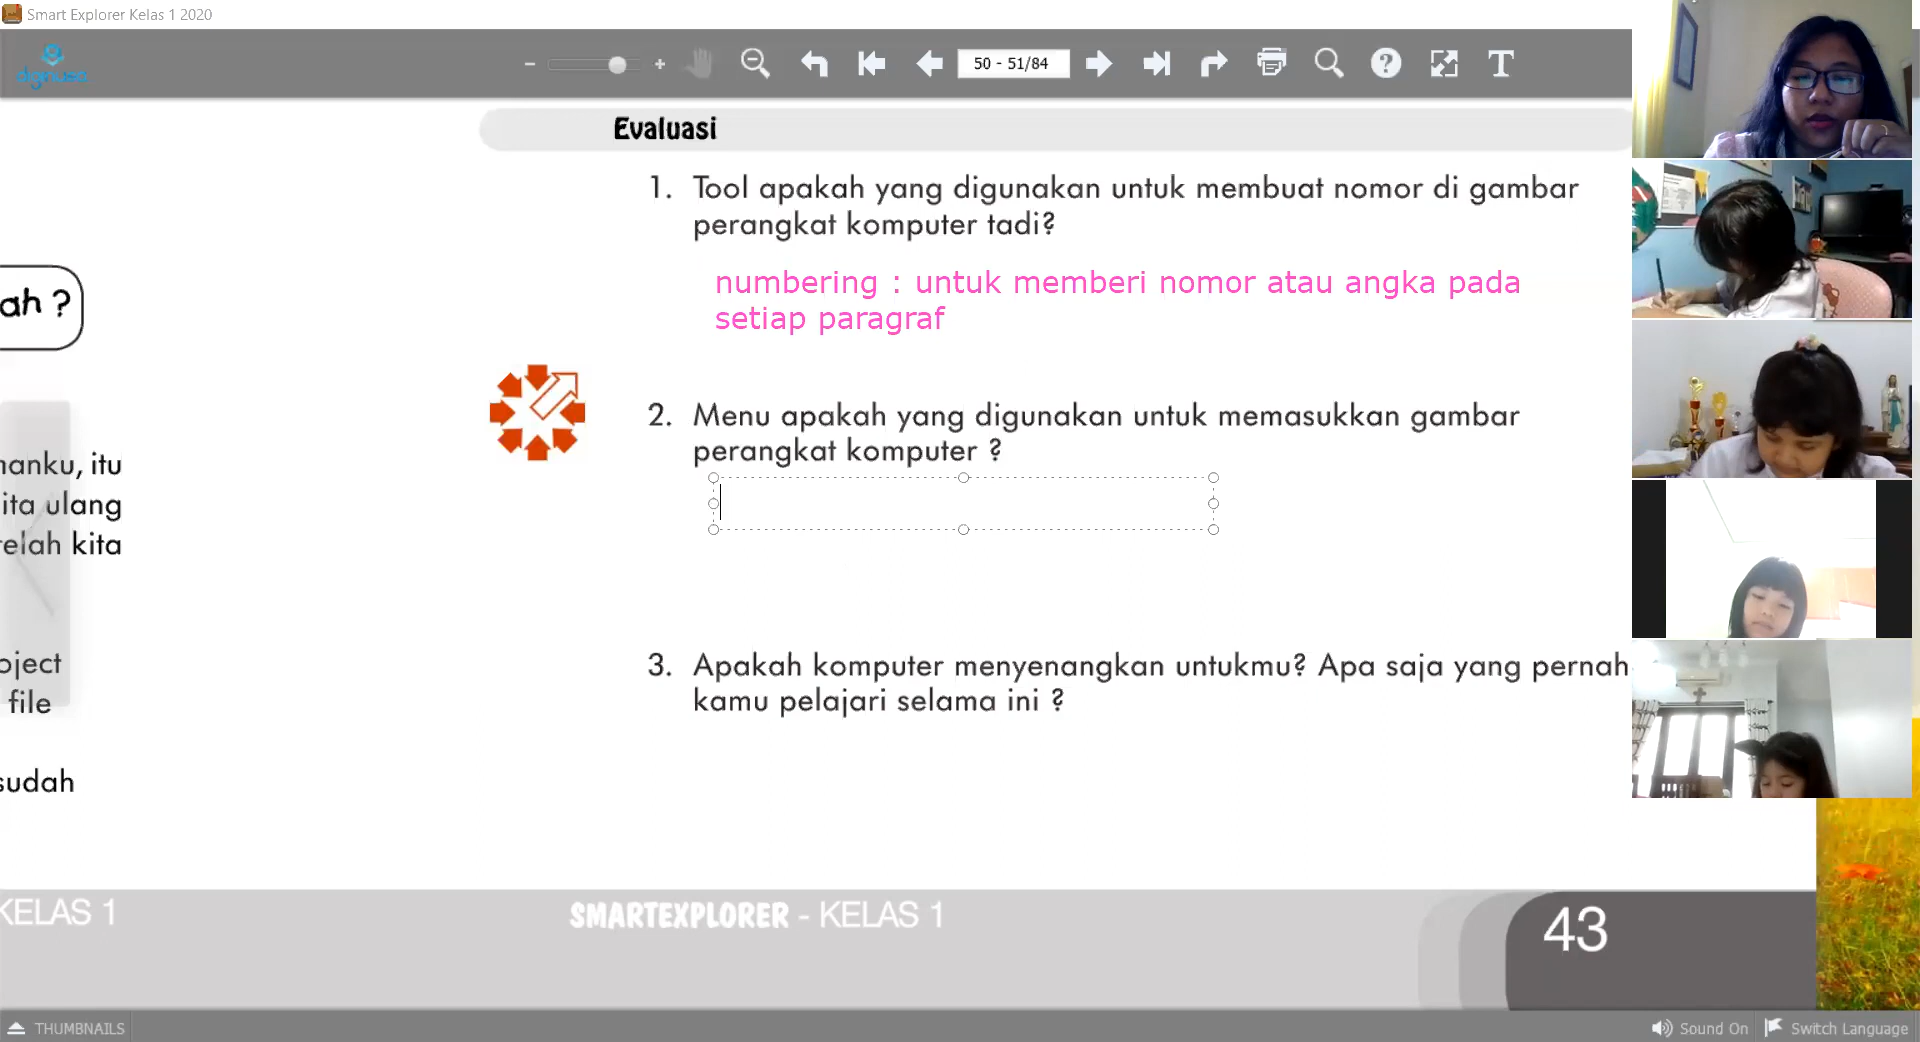 Smart Explorer Kelas 1 2020
50 - 51/84
Evaluasi
1. Tool apakah yang digunakan untuk membuat nomor di gambar
perangkat komputer tadi?
numbering : untuk memberi nomor atau angka pada
setiap paragraf
ah ?
2. Menu apakah yang digunakan untuk memasukkan gambar
perangkat komputer ?
anku, itu
ita ulang
elah kita
3. Apakah komputer menyenangkan untukmu? Apa saja yang pernah
kamu pelajari selama ini ?
oject
file
sudah
KELAS 1
SMARTEXPLORER - KELAS 1
43
THUMBNAILS
Sound On
Switch Language